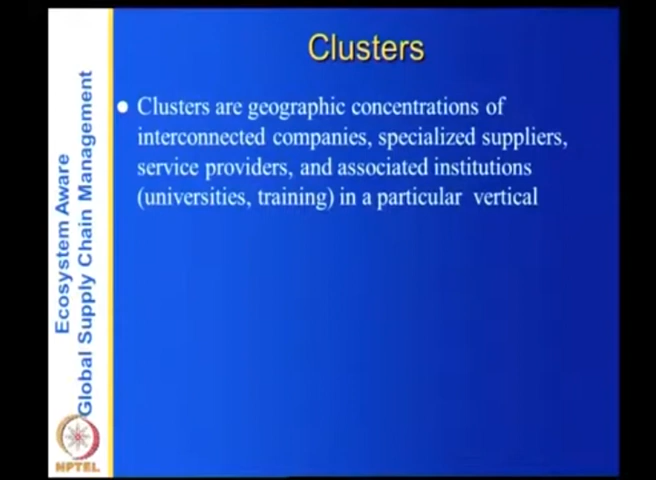 Clusters
Clusters are geographic concentrations of
interconnected companies, specialized suppliers,
service providers, and associated institutions
(universities, training) in a particular vertical
Ecosystem Aware
Global Supply Chain Management
NPTEL